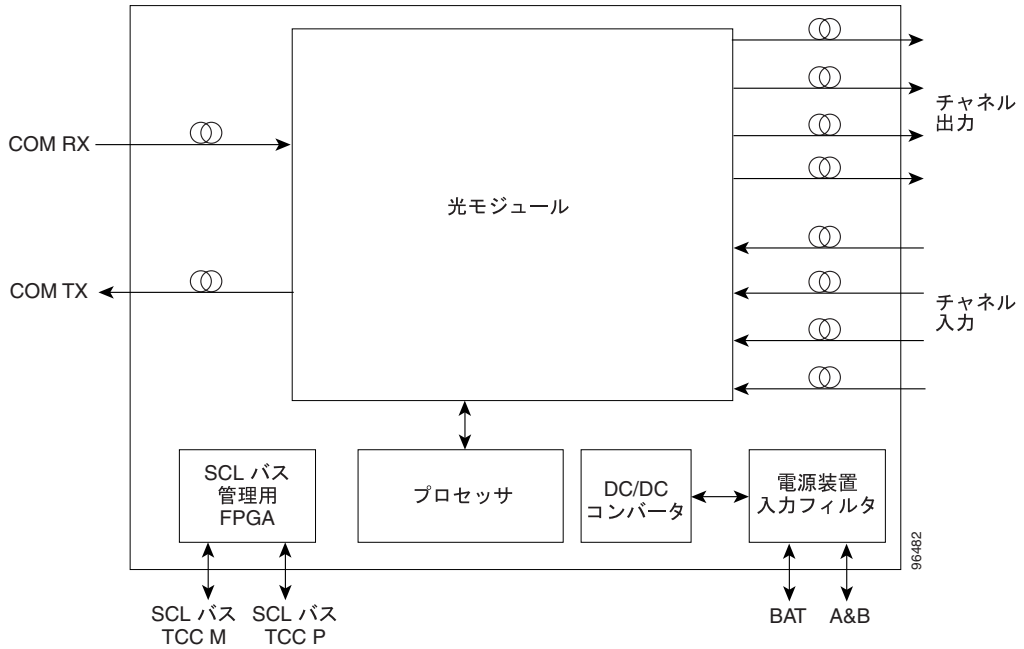 チャネル
出力
COM RX
光モジュール
COM TX
チャネル
入力
SCL バス
管理用
FPGA
プロセッサ
DC/DC
コンバータ
電源装置
入力フィルタ
96482
SCL バス
TCC M
SCL バス
TCC P
BAT
A&B